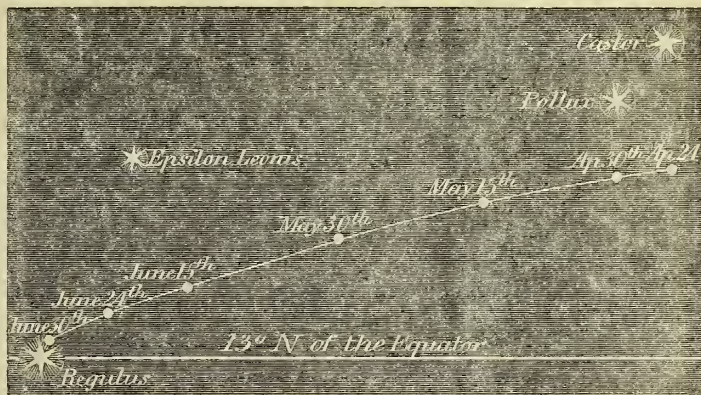 Castor
Pollux
Epsilon Leonis
Ap. 30th Ap. 24
May 15th
May 30th
June 15th
June 24th
June 30th
13° N of the Equator
Regulus